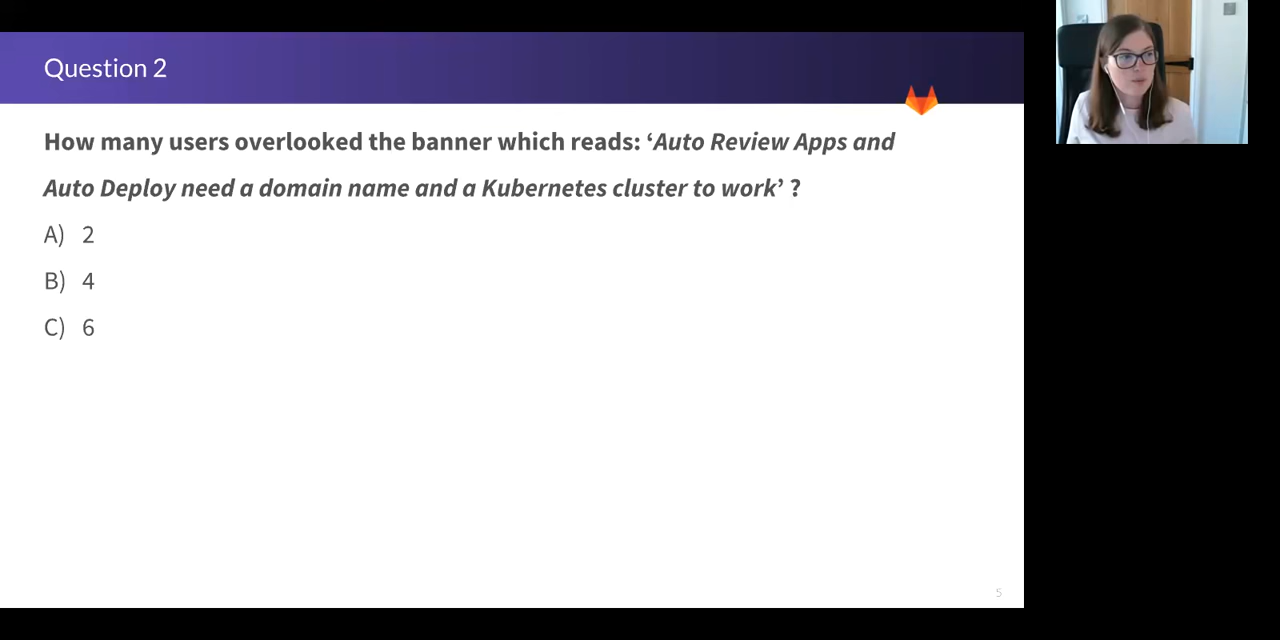 Question 2
How many users overlooked the banner which reads: ‘Auto Review Apps and
Auto Deploy need a domain name and a Kubernetes cluster to work’ ?
A) 2
B) 4
C) 6
5